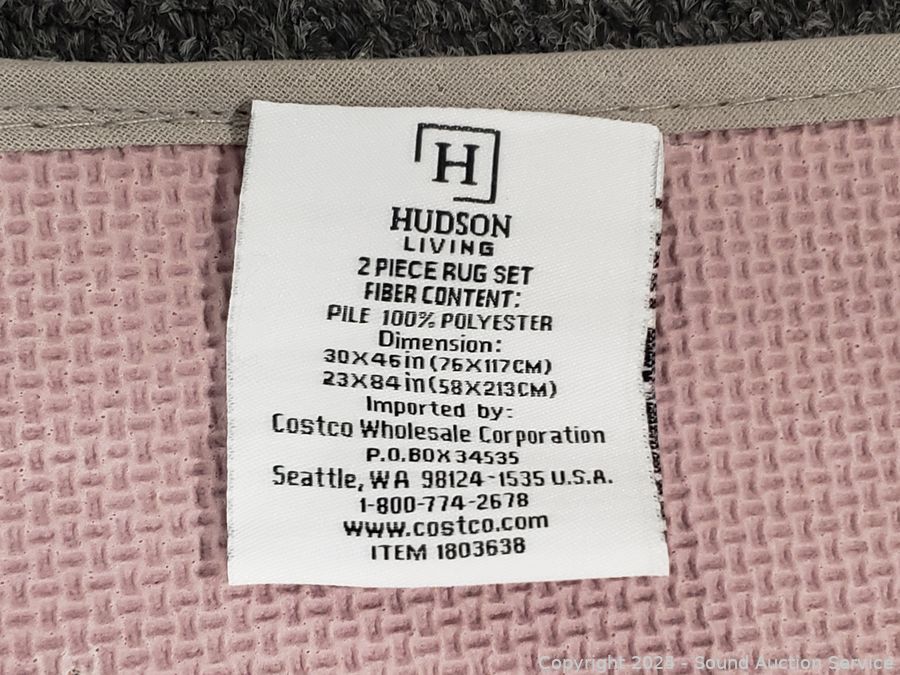 H
HUDSON
LIVING
2 PIECE RUG SET
FIBER CONTENT:
PILE 100% POLYESTER
Dimension:
30X46in(76X117CM)
23X84in(58X213CM)
Imported by:
Costco Wholesale Corporation
P.O.BOX 34535
Seattle, WA 98124-1535 U.S.A.
1-800-774-2678
www.costco.com
ITEM 1803638
Copyright 2024 - Sound Auction Service